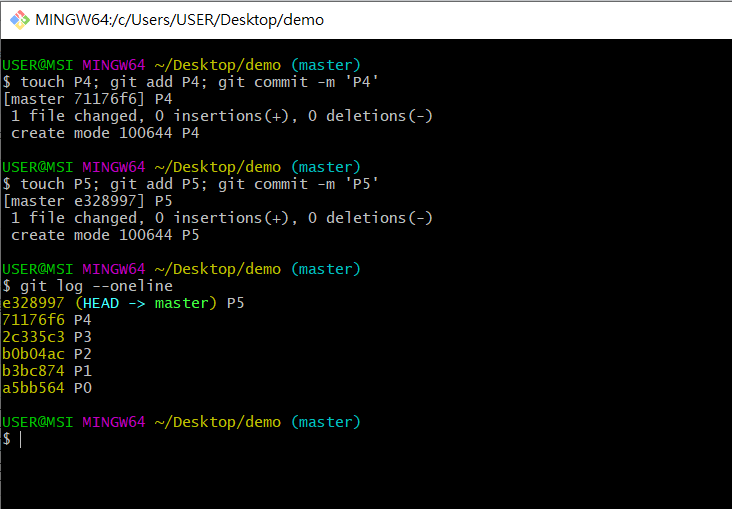 MINGW64:/c/Users/USER/Desktop/demo
USER@MSI MINGW64 ~/Desktop/demo (master)
$ touch P4; git add P4; git commit -m 'P4'
[master 71176f6] P4
 1 file changed, 0 insertions(+), 0 deletions(-)
 create mode 100644 P4
USER@MSI MINGW64 ~/Desktop/demo (master)
$ touch P5; git add P5; git commit -m 'P5'
[master e328997] P5
 1 file changed, 0 insertions(+), 0 deletions(-)
 create mode 100644 P5
USER@MSI MINGW64 ~/Desktop/demo (master)
$ git log --oneline
e328997 (HEAD -> master) P5
71176f6 P4
2c335c3 P3
b0b04ac P2
b3bc874 P1
a5bb564 P0
USER@MSI MINGW64 ~/Desktop/demo (master)
$